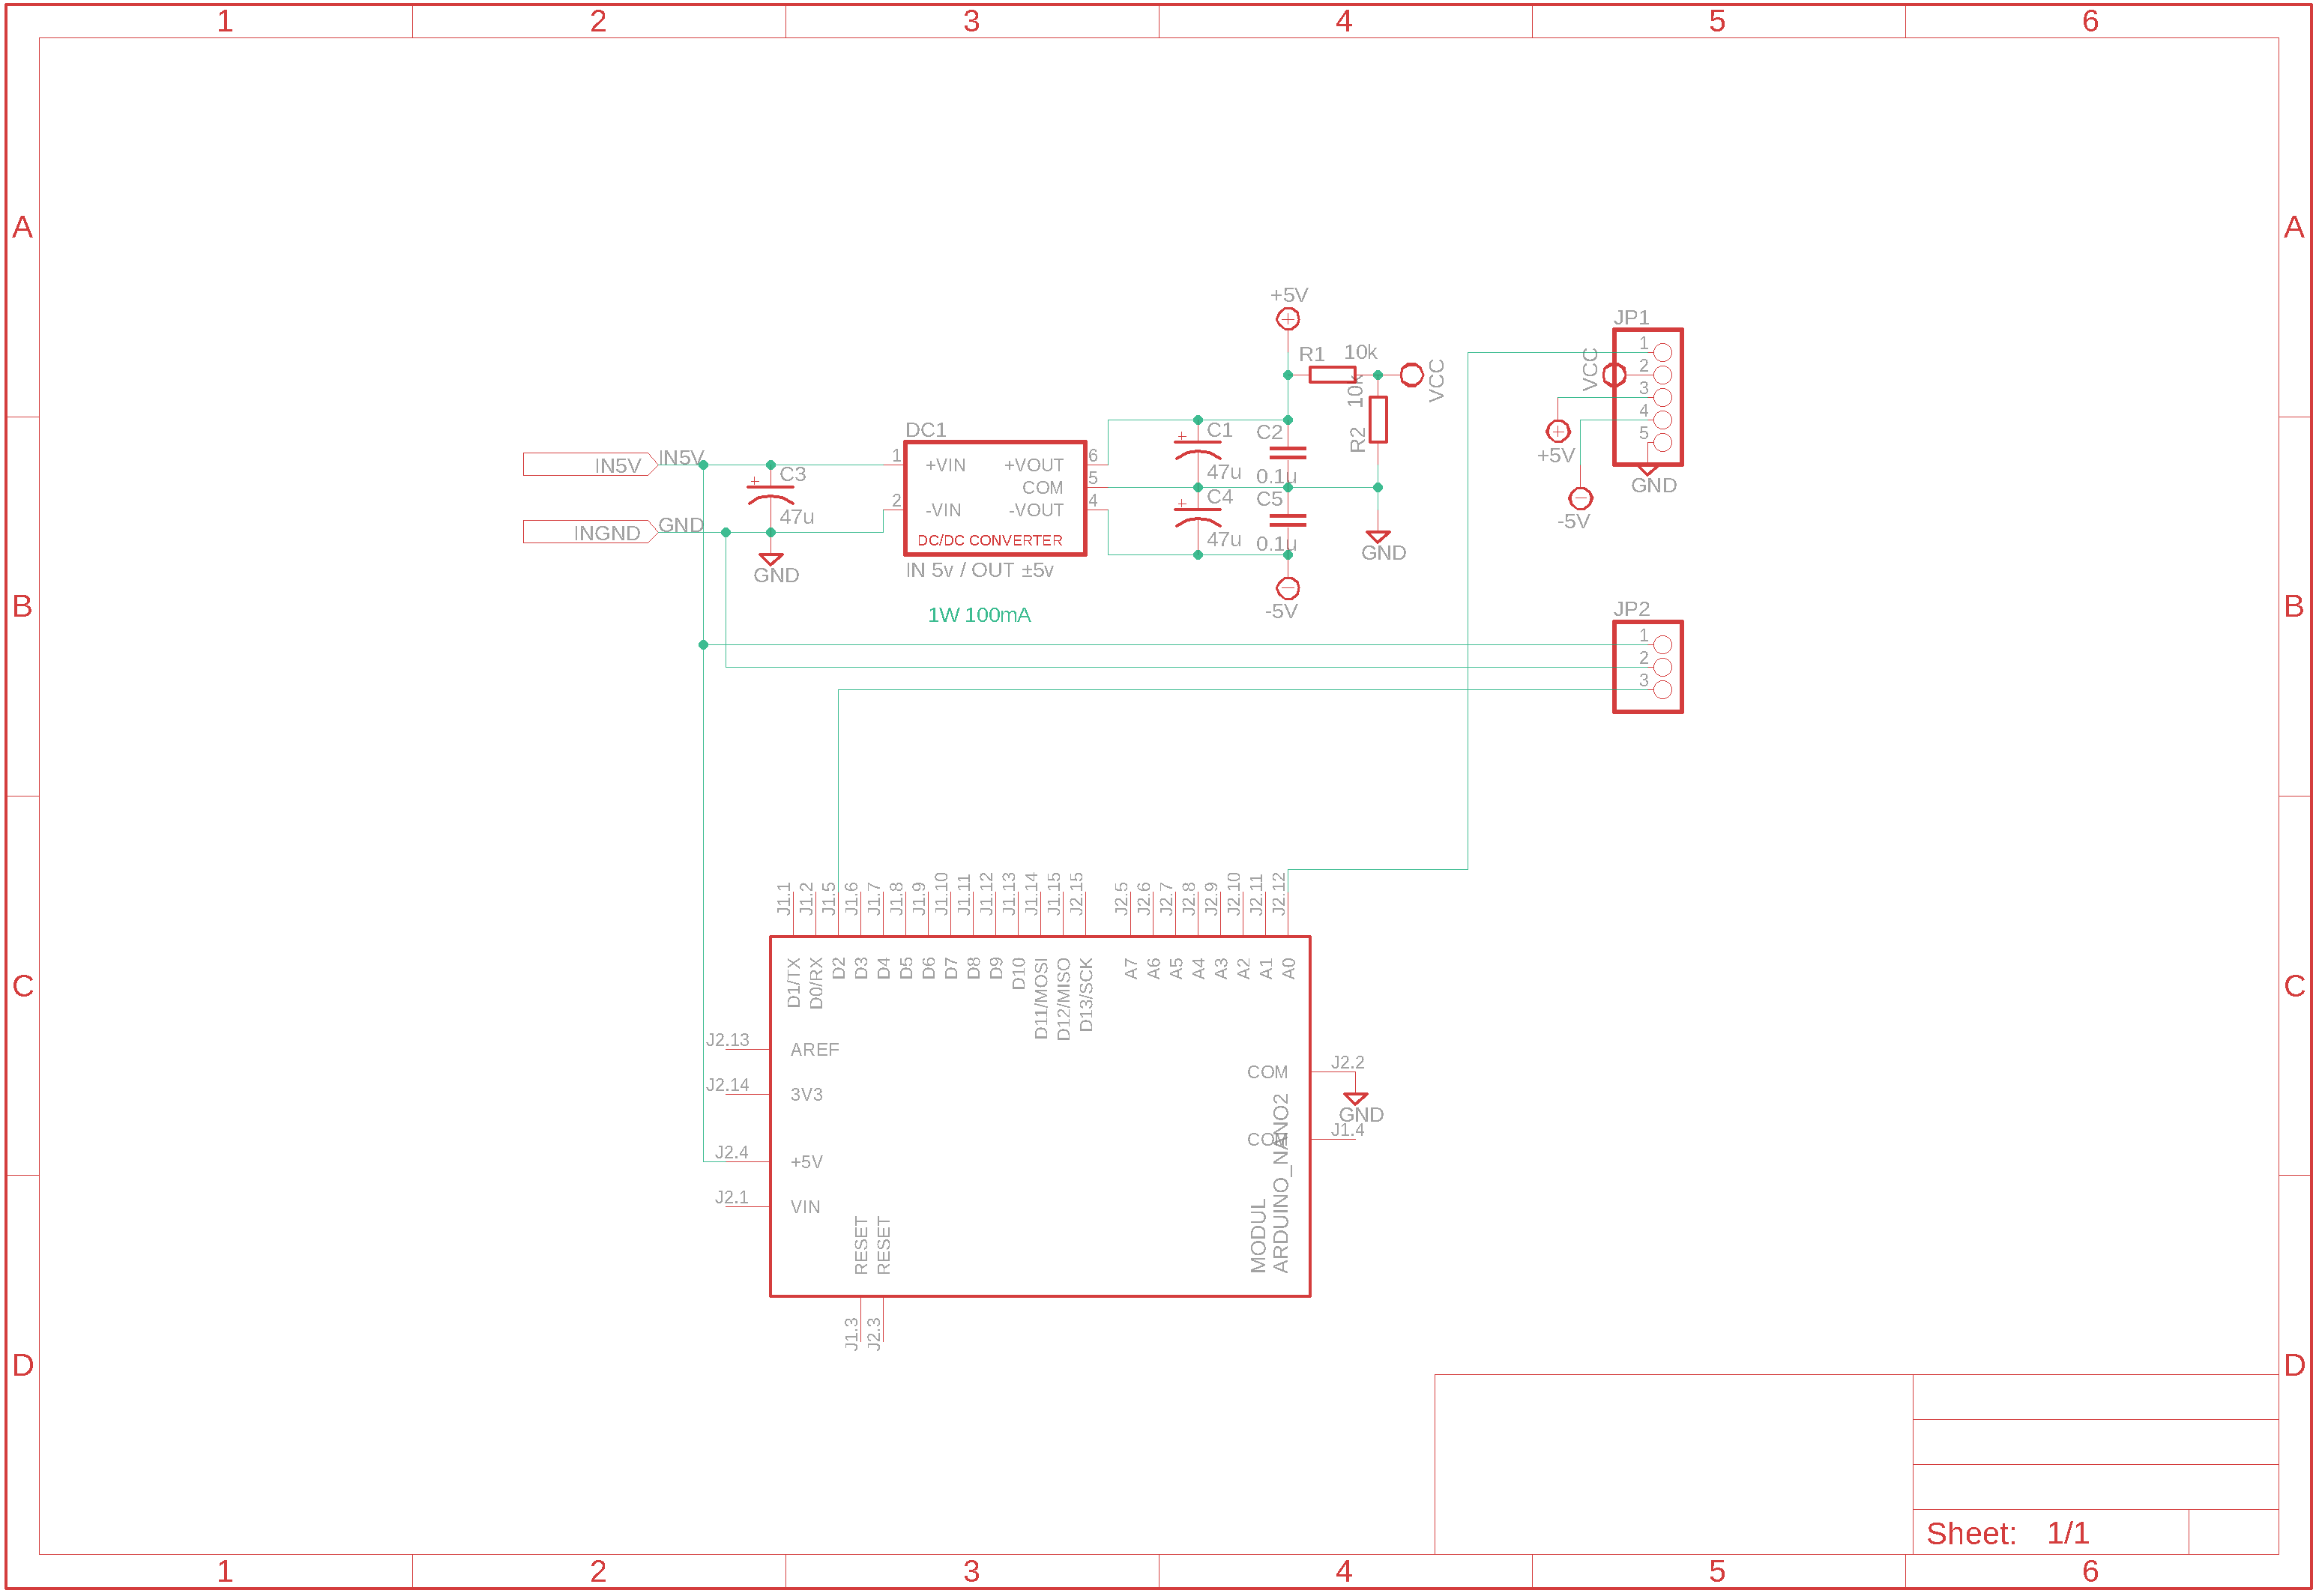 1 2 3 4 5 6
A A
+5V
R1 10k
VCC
10k
R2
JP1
VCC
1
2
3
4
5
+5V
-5V
GND
DC1
IN5V
IN5V
INGND
GND
C3
47u
GND
1
2
+VIN
-VIN
+VOUT
COM
-VOUT
6
5
4
DC/DC CONVERTER
IN 5v / OUT ±5v
1W 100mA
C1
47u
C2
0.1u
C4
47u
C5
0.1u
GND
-5V
B B
JP2
1
2
3
J1.1 J1.2 J1.5 J1.6 J1.7 J1.8 J1.9 J1.10 J1.11 J1.12 J1.13 J1.14 J1.15 J2.15 J2.5 J2.6 J2.7 J2.8 J2.9 J2.10 J2.11 J2.12
D1/TX D0/RX D2 D3 D4 D5 D6 D7 D8 D9 D10 D11/MOSI D12/MISO D13/SCK A7 A6 A5 A4 A3 A2 A1 A0
C C
J2.13 AREF
J2.14 3V3
J2.4 +5V
J2.1 VIN
COM J2.2
GND
COM J1.4
MODUL
ARDUINO_NANO2
RESET RESET
J1.3 J2.3
D D
Sheet: 1/1
1 2 3 4 5 6